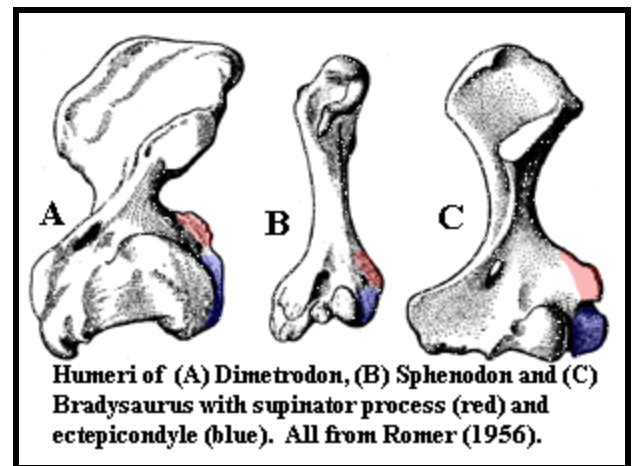 A
B
C
Humeri of (A) Dimetrodon, (B) Sphenodon and (C)
Bradysaurus with supinator process (red) and
ectepicondyle (blue). All from Romer (1956).